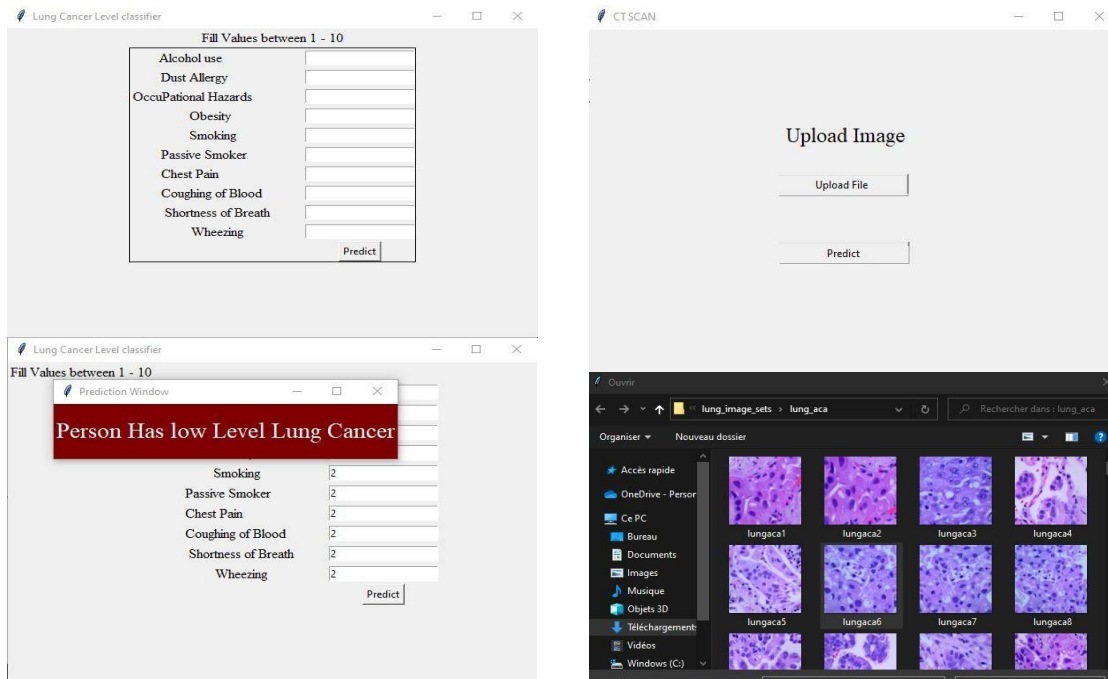 Lung Cancer Level classifier
Fill Values between 1 - 10
Alcohol use
Dust Allergy
OccuPational Hazards
Obesity
Smoking
Passive Smoker
Chest Pain
Coughing of Blood
Shortness of Breath
Wheezing
Predict
CT SCAN
Upload Image
Upload File
Predict
Lung Cancer Level classifier
Fill Values between 1 - 10
Prediction Window
Person Has low Level Lung Cancer
Smoking 2
Passive Smoker 2
Chest Pain 2
Coughing of Blood 2
Shortness of Breath 2
Wheezing 2
Predict
Ouvrir
« lung_image_sets › lung_aca Rechercher dans : lung_aca
Organiser Nouveau dossier ?
Accès rapide
OneDrive - Person
Ce PC
Bureau
Documents
Images
Musique
Objets 3D
Téléchargements
Vidéos
Windows (C:)
lungaca1 lungaca2 lungaca3 lungaca4
lungaca5 lungaca6 lungaca7 lungaca8